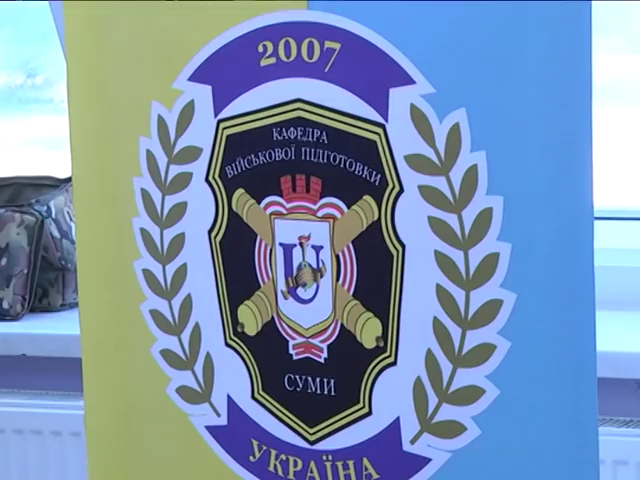 2007
КАФЕДРА
ВІЙСЬКОВОЇ ПІДГОТОВКИ
U
СУМИ
УКРАЇНА